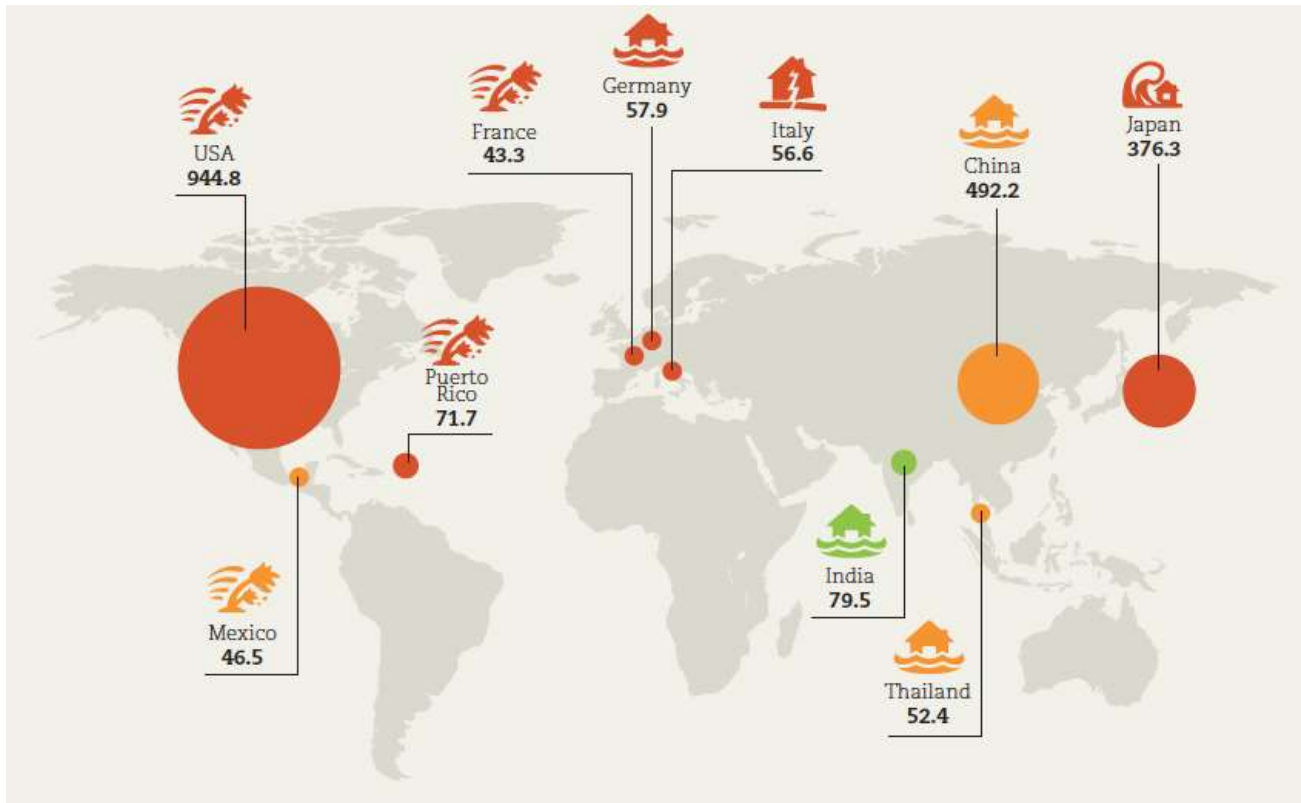 Germany
57.9
France
43.3
Italy
56.6
Japan
376.3
USA
944.8
China
492.2
Puerto
Rico
71.7
India
79.5
Mexico
46.5
Thailand
52.4